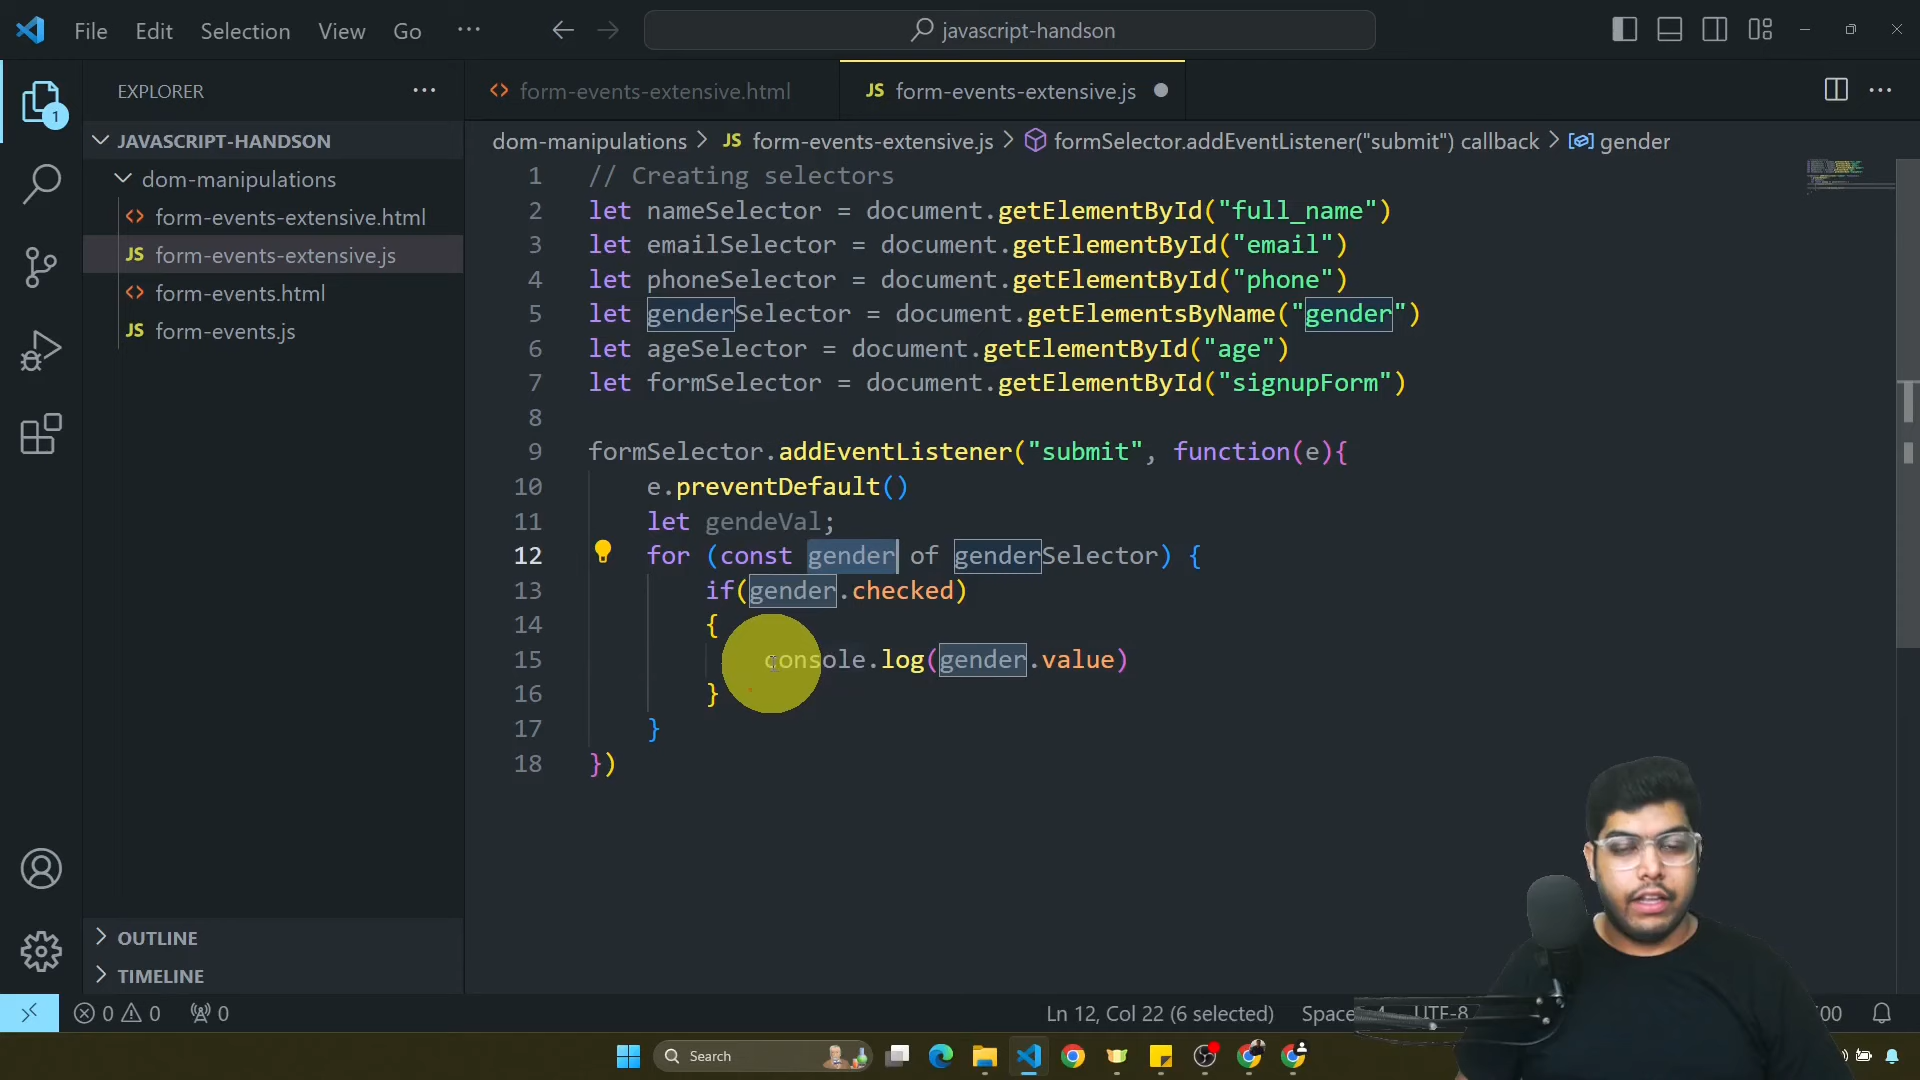 File Edit Selection View Go ··· javascript-handson
EXPLORER ···
1
form-events-extensive.html JS form-events-extensive.js
JAVASCRIPT-HANDSON
dom-manipulations
form-events-extensive.html
JS form-events-extensive.js
form-events.html
JS form-events.js
dom-manipulations > JS form-events-extensive.js > formSelector.addEventListener("submit") callback > gender
1 // Creating selectors
2 let nameSelector = document.getElementById("full_name")
3 let emailSelector = document.getElementById("email")
4 let phoneSelector = document.getElementById("phone")
5 let genderSelector = document.getElementsByName("gender")
6 let ageSelector = document.getElementById("age")
7 let formSelector = document.getElementById("signupForm")
8
9 formSelector.addEventListener("submit", function(e){
10 e.preventDefault()
11 let gendeVal;
12 for (const gender of genderSelector) {
13 if(gender.checked)
14 {
15 console.log(gender.value)
16 }
17 }
18 })
OUTLINE
TIMELINE
0 0 0 Ln 12, Col 22 (6 selected) UTF-8
Search